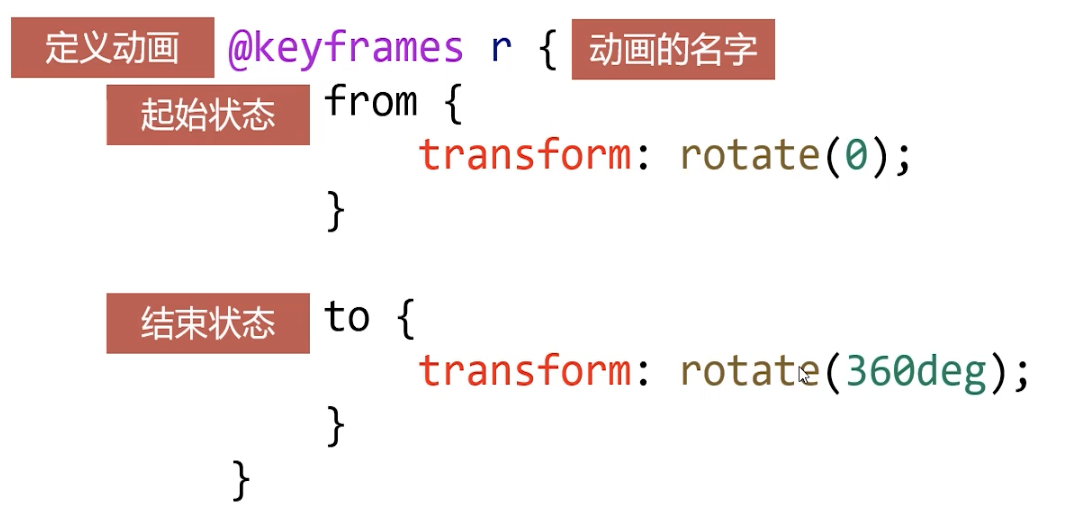 定义动画 @keyframes r { 动画的名字
起始状态 from {
transform: rotate(0);
}
结束状态 to {
transform: rotate(360deg);
}
}